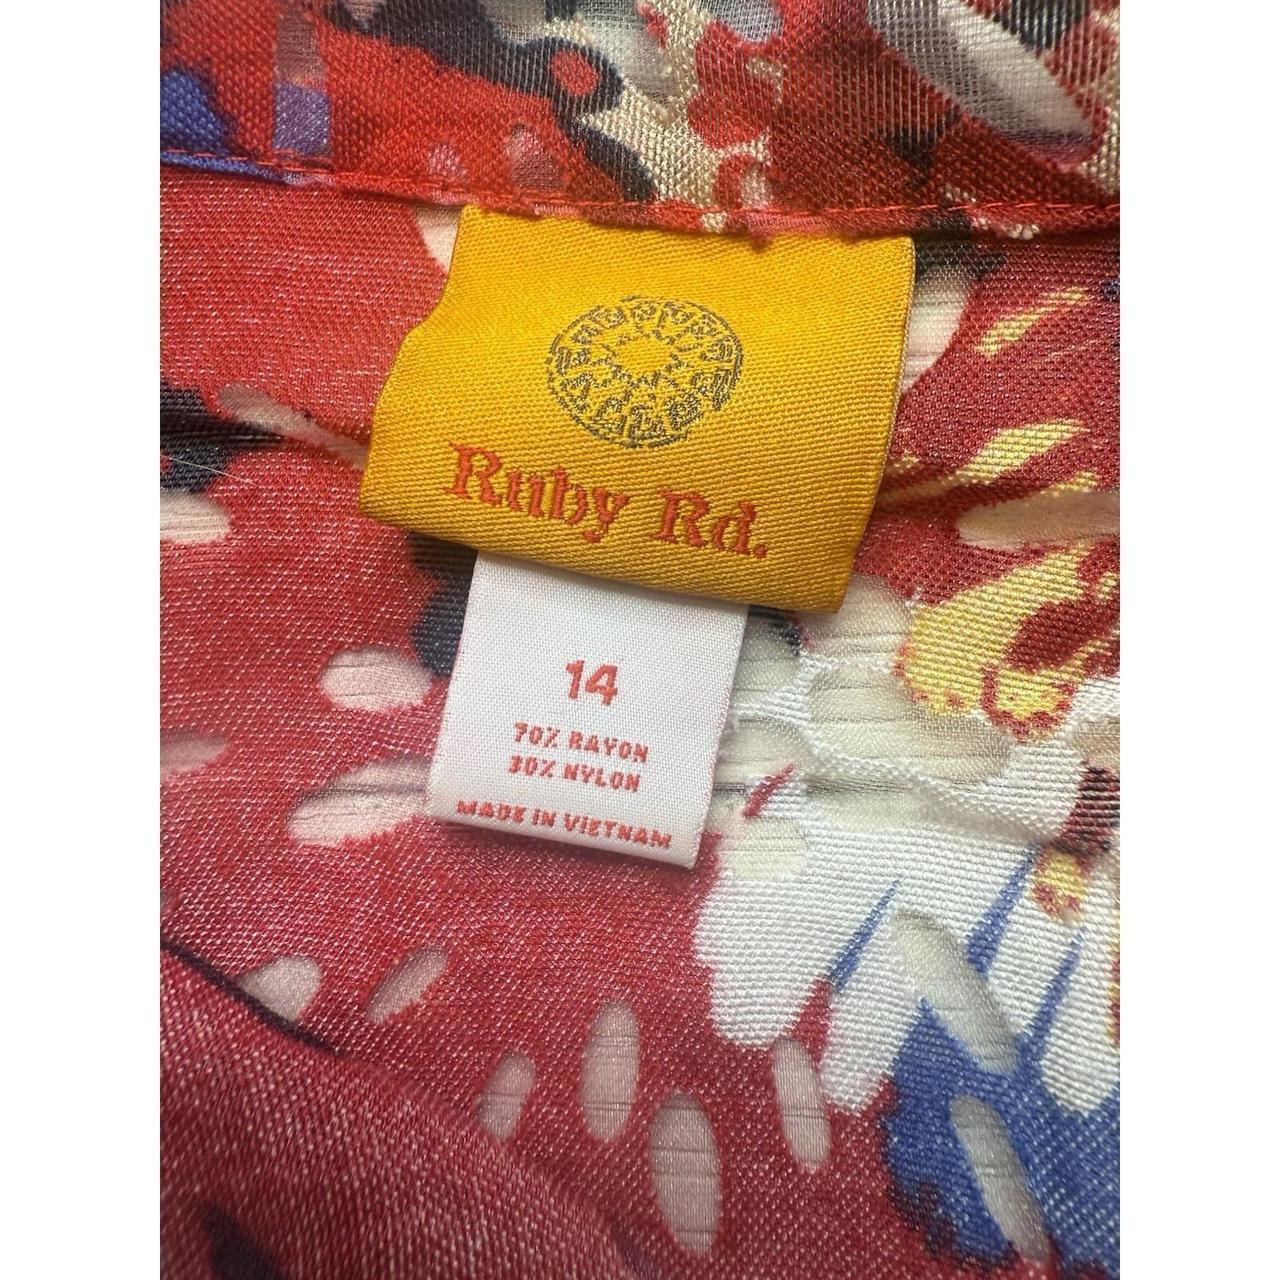 Ruby Rd.
14
70% RAYON
30% NYLON
MADE IN VIETNAM